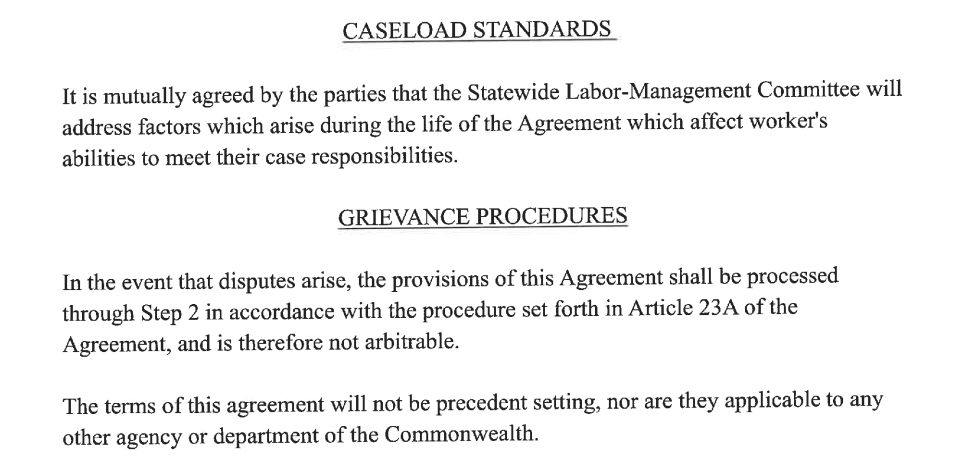 CASELOAD STANDARDS
It is mutually agreed by the parties that the Statewide Labor-Management Committee will
address factors which arise during the life of the Agreement which affect worker's
abilities to meet their case responsibilities.
GRIEVANCE PROCEDURES
In the event that disputes arise, the provisions of this Agreement shall be processed
through Step 2 in accordance with the procedure set forth in Article 23A of the
Agreement, and is therefore not arbitrable.
The terms of this agreement will not be precedent setting, nor are they applicable to any
other agency or department of the Commonwealth.